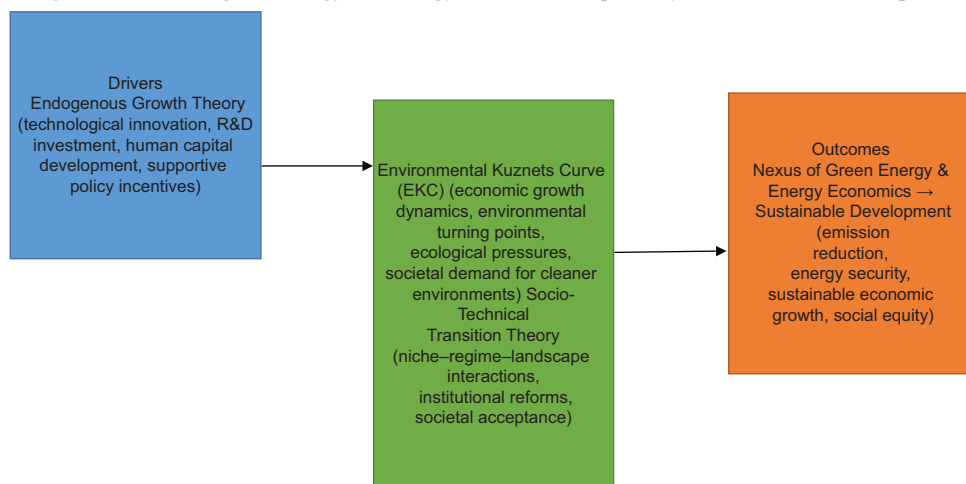 Drivers
Endogenous Growth Theory
(technological innovation, R&D
investment, human capital
development, supportive
policy incentives)
Environmental Kuznets Curve
(EKC) (economic growth
dynamics, environmental
turning points,
ecological pressures,
societal demand for cleaner
environments) Socio-
Technical
Transition Theory
(niche–regime–landscape
interactions,
institutional reforms,
societal acceptance)
Outcomes
Nexus of Green Energy &
Energy Economics →
Sustainable Development
(emission
reduction,
energy security,
sustainable economic
growth, social equity)